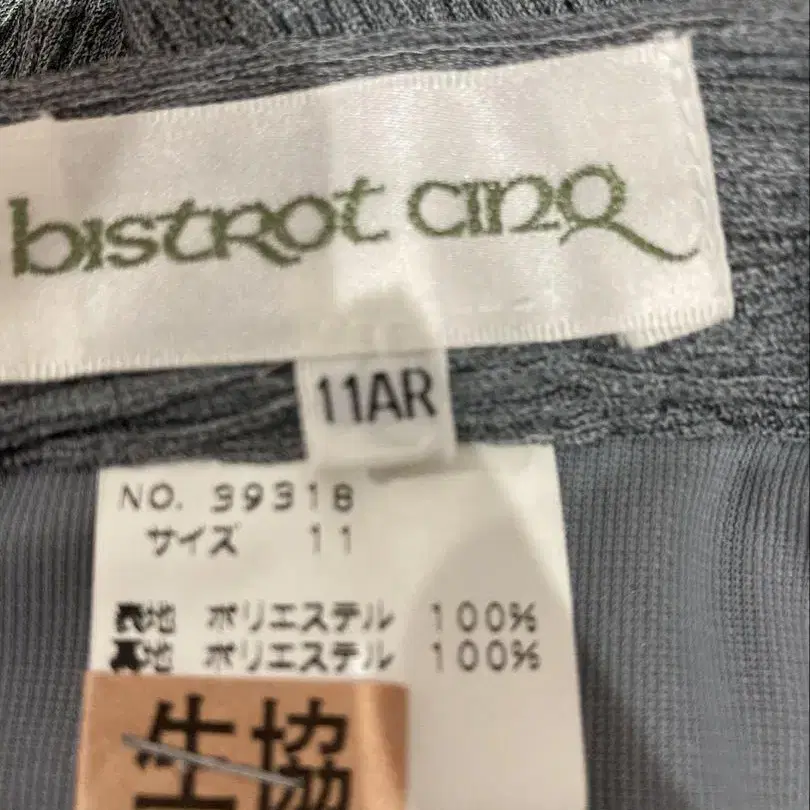 bistrot cinq
11AR
NO. 39318
サイズ 11
表地 ポリエステル 100%
裏地 ポリエステル 100%
生協